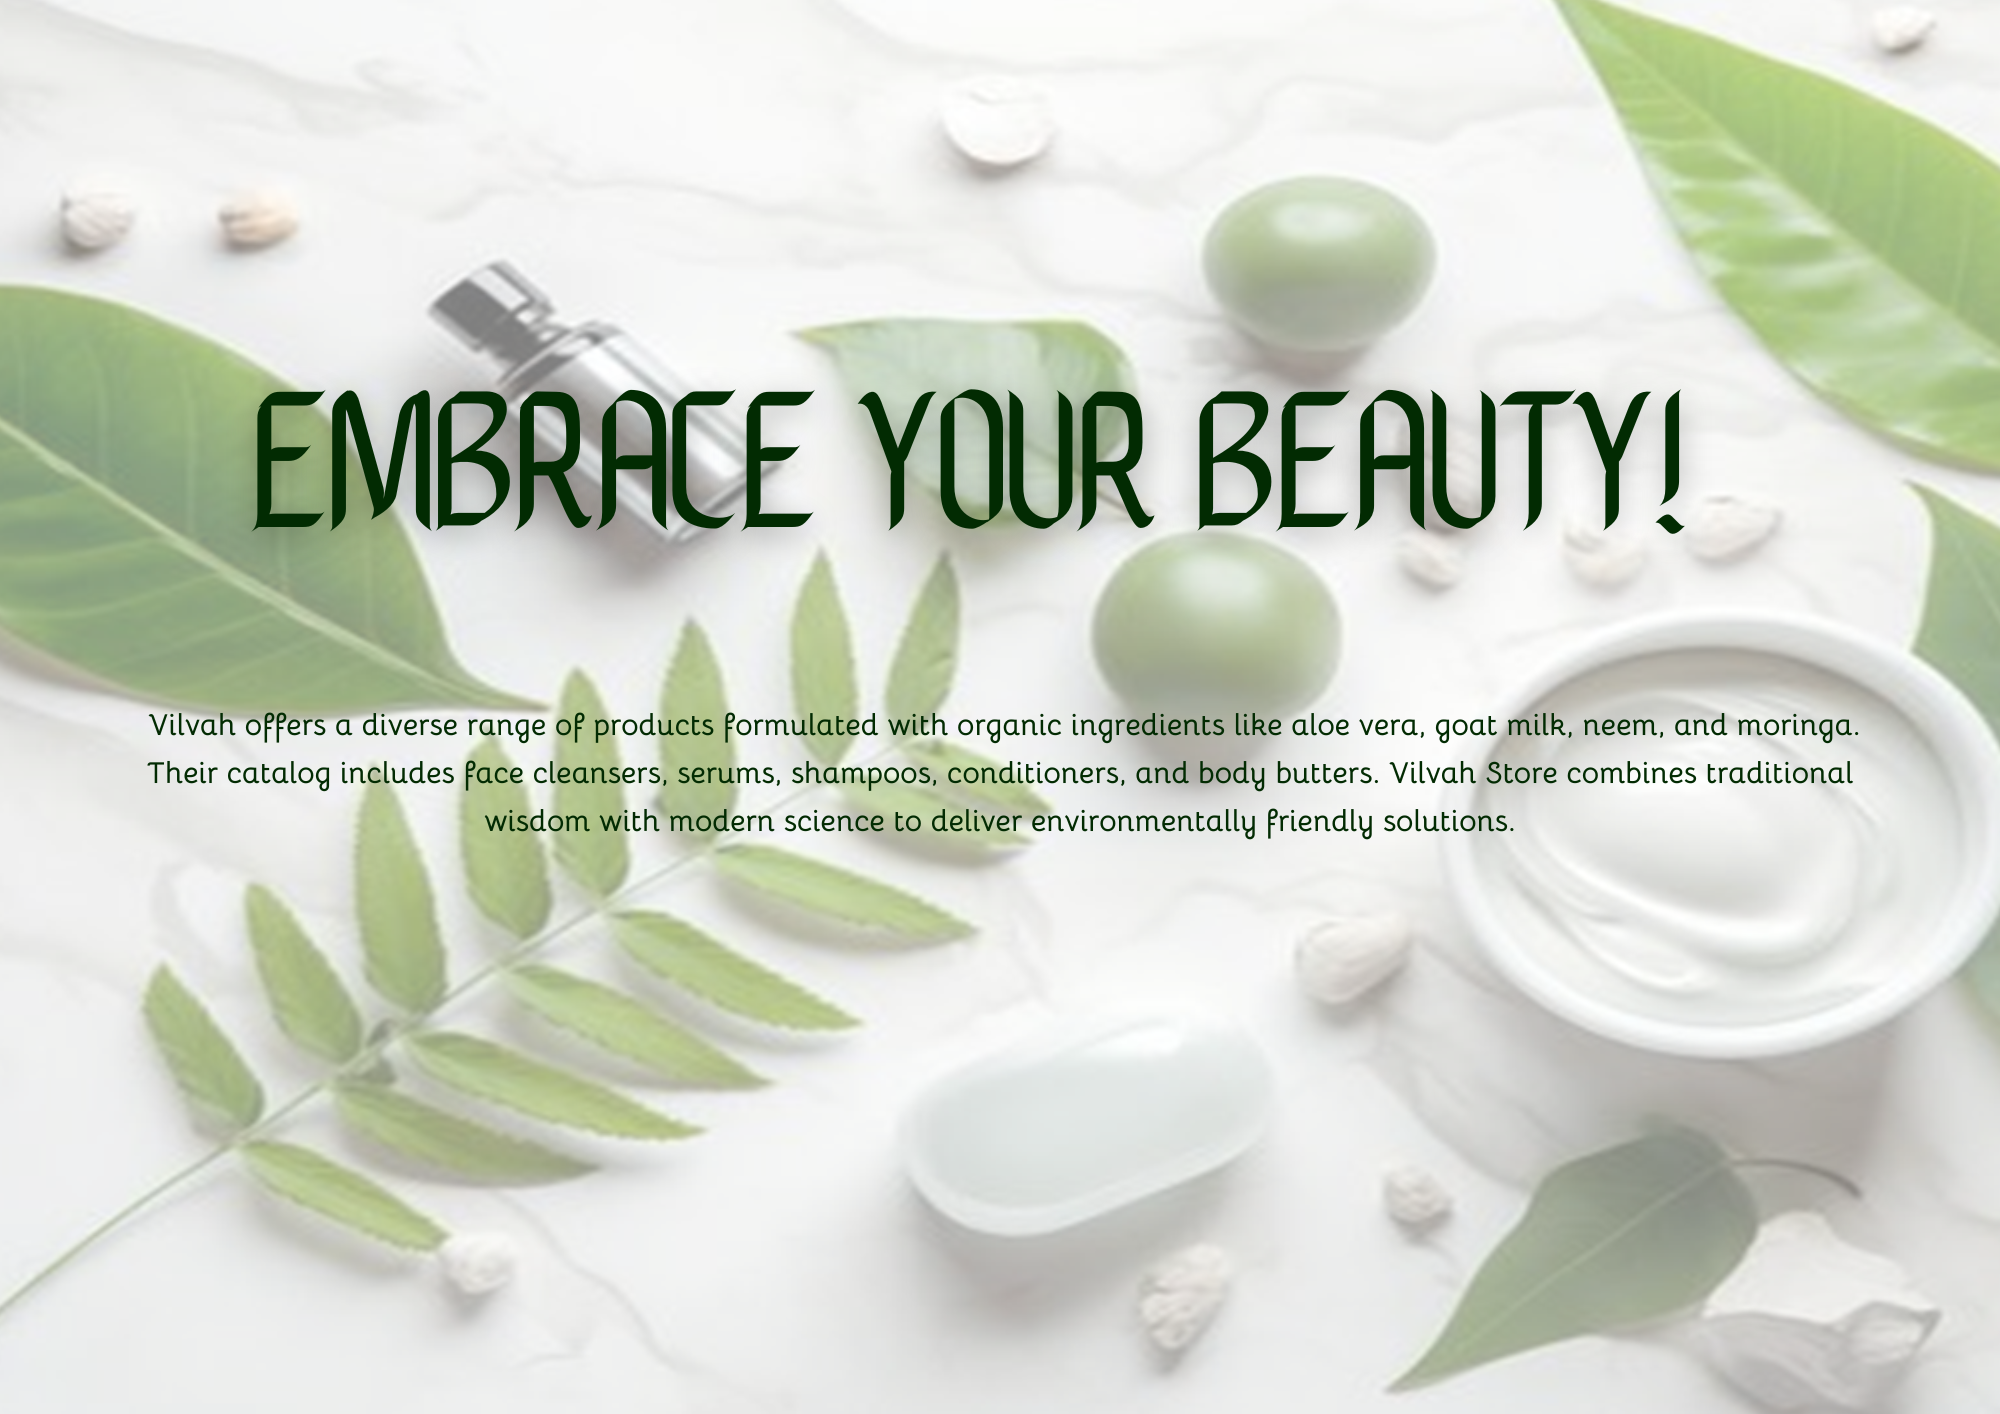 EMBRACE YOUR BEAUTY!
Vilvah offers a diverse range of products formulated with organic ingredients like aloe vera, goat milk, neem, and moringa.
Their catalog includes face cleansers, serums, shampoos, conditioners, and body butters. Vilvah Store combines traditional
wisdom with modern science to deliver environmentally friendly solutions.